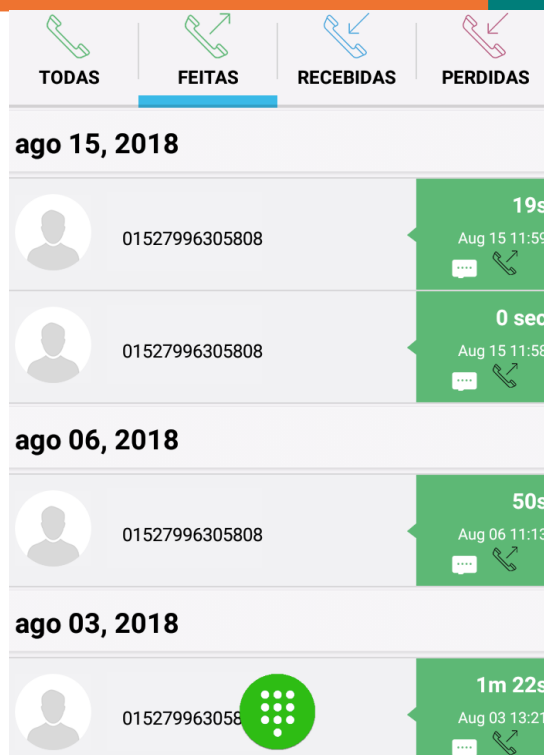 TODAS FEITAS RECEBIDAS PERDIDAS
ago 15, 2018
19s
01527996305808
Aug 15 11:59
0 sec
01527996305808
Aug 15 11:58
ago 06, 2018
50s
01527996305808
Aug 06 11:13
ago 03, 2018
1m 22s
015279963058
Aug 03 13:21